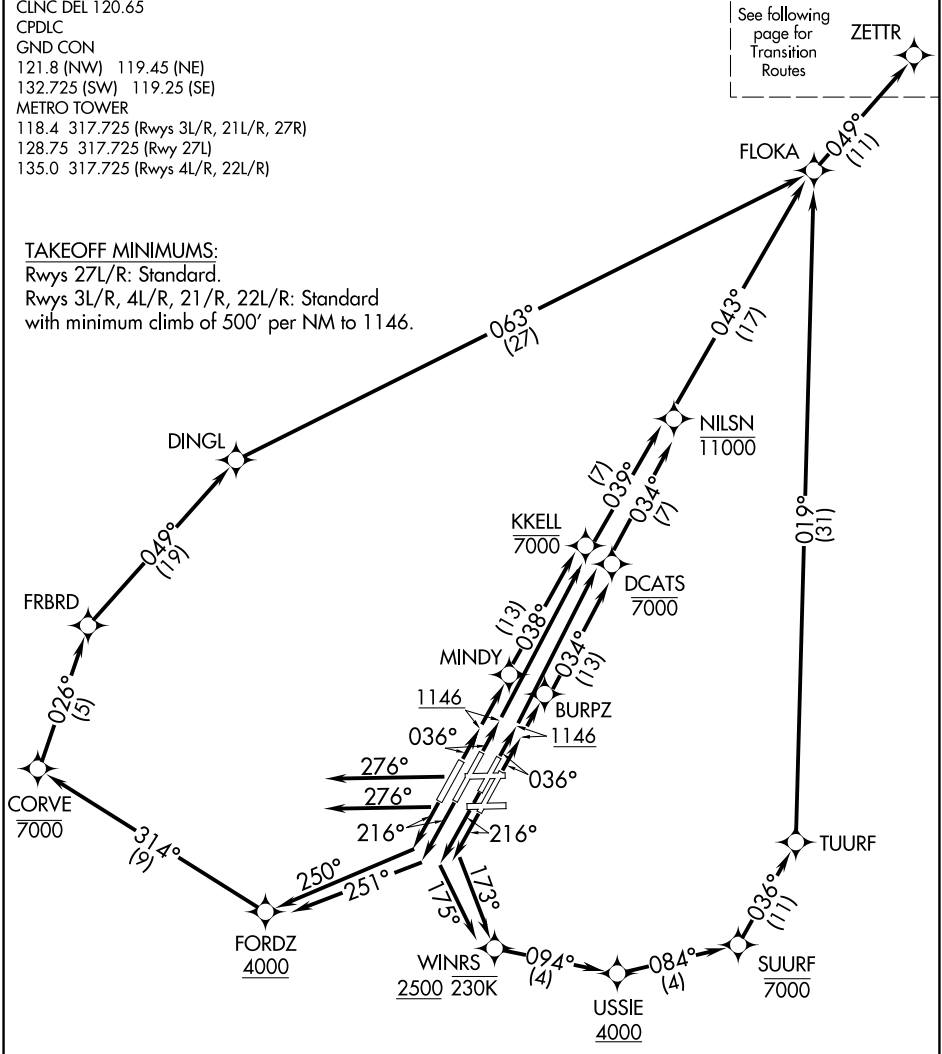 CLNC DEL 120.65
CPDLC
GND CON
121.8 (NW) 119.45 (NE)
132.725 (SW) 119.25 (SE)
METRO TOWER
118.4 317.725 (Rwys 3L/R, 21L/R, 27R)
128.75 317.725 (Rwy 27L)
135.0 317.725 (Rwys 4L/R, 22L/R)
See following
page for
Transition
Routes
ZETTR
049°
(11)
FLOKA
TAKEOFF MINIMUMS:
Rwys 27L/R: Standard.
Rwys 3L/R, 4L/R, 21/R, 22L/R: Standard
with minimum climb of 500' per NM to 1146.
063°
(27)
043°
(17)
DINGL
NILSN
11000
(7)
039°
034°
(7)
019°
(31)
KKELL
7000
049°
(19)
DCATS
7000
FRBRD
(13)
038°
034°
(13)
MINDY
026°
(5)
BURPZ
1146
1146
036°
036°
276°
CORVE
7000
276°
216°
216°
314°
(9)
TUURF
250°
251°
175°
173°
036°
(11)
FORDZ
4000
WINRS
2500 230K
094°
(4)
084°
(4)
SUURF
7000
USSIE
4000